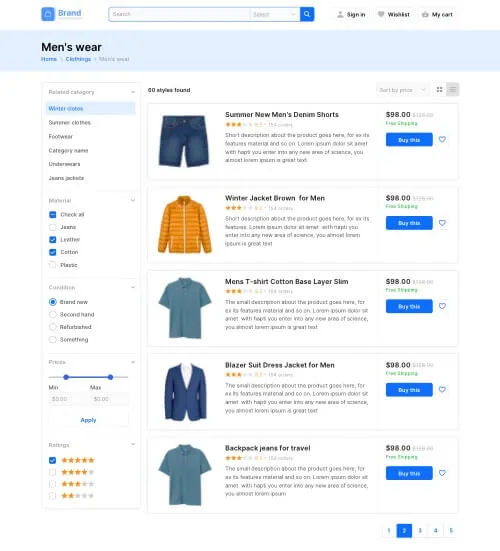 Brand
Search
Select
Sign in
Wishlist
My cart
Men's wear
Home > Clothings > Men's wear
Related category
Winter clotes
Summer clothes
Footwear
Category name
Underwears
Jeans jackets
Material
Check all
Jeans
Leather
Cotton
Plastic
Condition
Brand new
Second hand
Refurbished
Something
Prices
Min Max
$0.00 $0.00
Apply
Ratings
60 styles found
Sort by price
Summer New Men's Denim Shorts
154 orders
Short description about the product goes here, for ex its
features material and so on. Lorem ipsum dolor sit amet
with hapti you enter into any new area of science, you
almost lorem ipsum is great text
$98.00 $128.00
Free Shipping
Buy this
Winter Jacket Brown for Men
154 orders
Short description about the product goes here, for ex its
features. Lorem ipsum dolor sit amet with hapti you
enter into any new area of science, you almost lorem
ipsum is great text
$98.00 $128.00
Free Shipping
Buy this
Mens T-shirt Cotton Base Layer Slim
154 orders
The small description about the product goes here, for
ex its features material and so on. Lorem ipsum dolor sit
amet with hapti you enter into any new area of science,
you almost lorem ipsum is great text
$98.00 $128.00
Free Shipping
Buy this
Blazer Suit Dress Jacket for Men
154 orders
The small description about the product goes here, for
ex its features material and so on. Lorem ipsum dolor sit
amet with hapti you enter into any new area of science,
you almost lorem ipsum is great text
$98.00 $128.00
Free Shipping
Buy this
Backpack jeans for travel
154 orders
The small description about the product goes here, for
ex its features material and so on. Lorem ipsum dolor sit
amet with hapti you enter into any new area of science,
you almost lorem ipsum
$98.00 $128.00
Free Shipping
Buy this
1 2 3 4 5